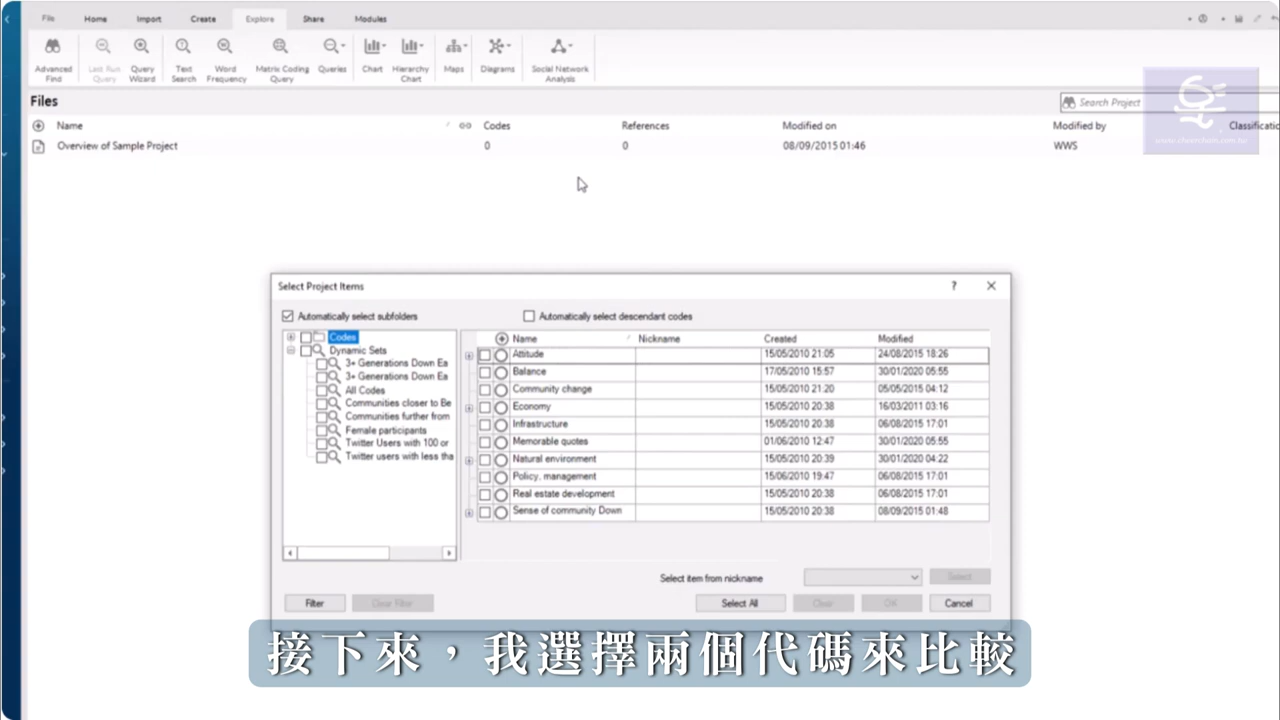 File Home Import Create Explore Share Modules
Advanced Find Last Run Query Query Wizard Text Search Word Frequency Matrix Coding Query Queries Chart Hierarchy Chart Maps Diagrams Social Network Analysis
Files
Search Project
Name Codes References Modified on Modified by Classificatio
Overview of Sample Project 0 0 08/09/2015 01:46 WWS
www.cheershom.com.tw
Select Project Items ?
Automatically select subfolders Automatically select descendant codes
Codes
Dynamic Sets
3+ Generations Down Ea
3+ Generations Down Ea
All Codes
Communities closer to Be
Communities further from
Female participants
Twitter Users with 100 or
Twitter users with less tha
Name Nickname Created Modified
Attitude 15/05/2010 21:05 24/08/2015 18:26
Balance 17/05/2010 15:57 30/01/2020 05:55
Community change 15/05/2010 21:20 05/05/2015 04:12
Economy 15/05/2010 20:38 16/03/2011 03:16
Infrastructure 15/05/2010 20:38 06/08/2015 17:01
Memorable quotes 01/06/2010 12:47 30/01/2020 05:55
Natural environment 15/05/2010 20:39 30/01/2020 04:22
Policy, management 15/06/2010 19:47 06/08/2015 17:01
Real estate development 15/05/2010 20:38 06/08/2015 17:01
Sense of community Down 15/05/2010 20:38 08/09/2015 01:48
Select item from nickname Select
Filter Clear Filter Select All Clear OK Cancel
接下來，我選擇兩個代碼來比較